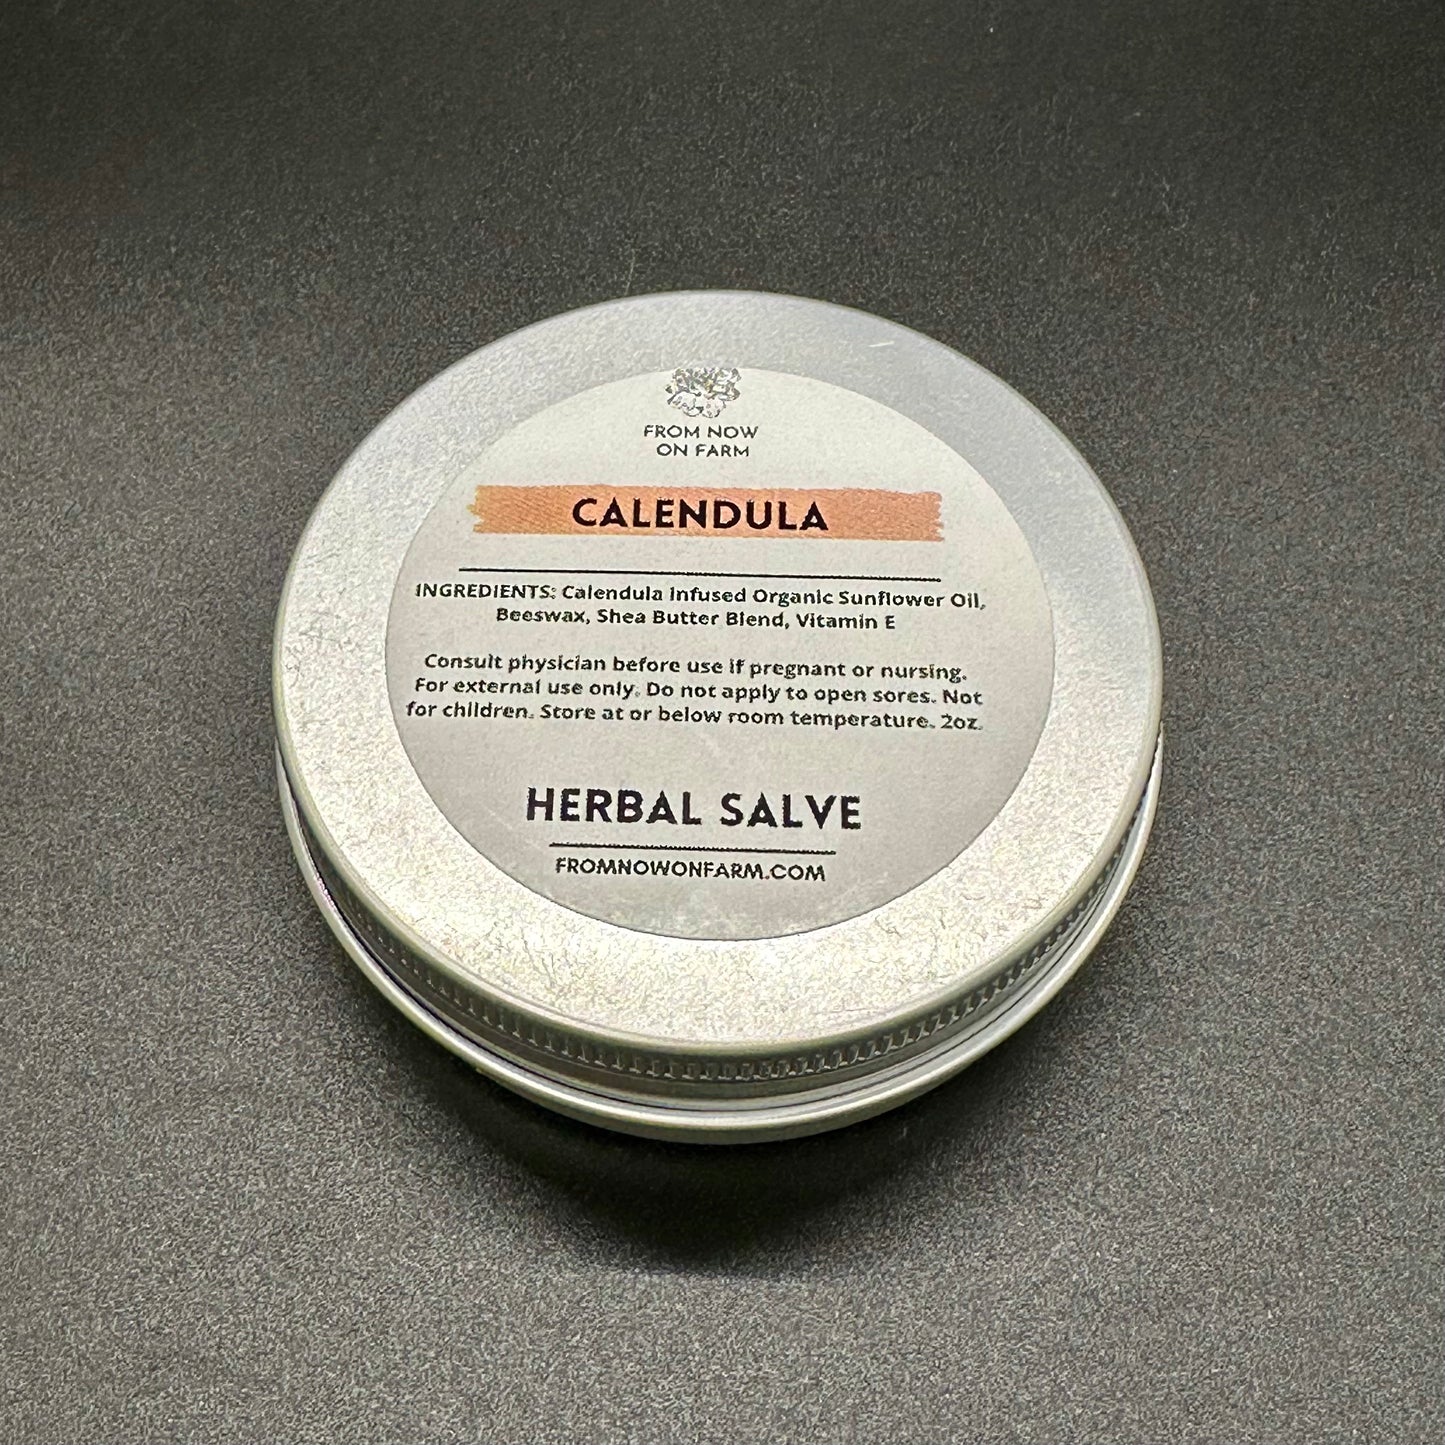 FROM NOW
ON FARM
CALENDULA
INGREDIENTS: Calendula Infused Organic Sunflower Oil,
Beeswax, Shea Butter Blend, Vitamin E
Consult physician before use if pregnant or nursing.
For external use only. Do not apply to open sores. Not
for children. Store at or below room temperature. 2oz.
HERBAL SALVE
FROMNOWONFARM.COM